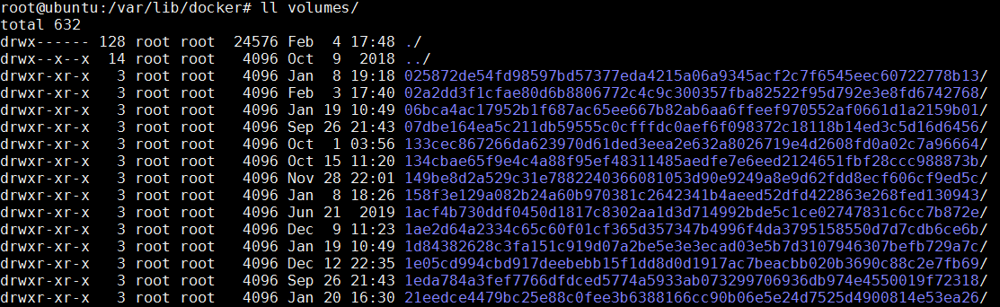 root@ubuntu:/var/lib/docker# ll volumes/
total 632
drwx------ 128 root root  24576 Feb  4 17:48 ./
drwx--x--x  14 root root   4096 Oct  9  2018 ../
drwxr-xr-x   3 root root   4096 Jan  8 19:18 025872de54fd98597bd57377eda4215a06a9345acf2c7f6545eec60722778b13/
drwxr-xr-x   3 root root   4096 Feb  3 17:40 02a2dd3f1cfae80d6b8806772c4c9c300357fba82522f95d792e3e8fd6742768/
drwxr-xr-x   3 root root   4096 Jan 19 10:49 06bca4ac17952b1f687ac65ee667b82ab6aa6ffeef970552af0661d1a2159b01/
drwxr-xr-x   3 root root   4096 Sep 26 21:43 07dbe164ea5c211db59555c0cfffdc0aef6f098372c18118b14ed3c5d16d6456/
drwxr-xr-x   3 root root   4096 Oct  1 03:56 133cec867266da623970d61ded3eea2e632a8026719e4d2608fd0a02c7a96664/
drwxr-xr-x   3 root root   4096 Oct 15 11:20 134cbae65f9e4c4a88f95ef48311485aedfe7e6eed2124651fbf28ccc988873b/
drwxr-xr-x   3 root root   4096 Nov 28 22:01 149be8d2a529c31e7882240366081053d90e9249a8e9d62fdd8ecf606cf9ed5c/
drwxr-xr-x   3 root root   4096 Jan  8 18:26 158f3e129a082b24a60b970381c2642341b4aeed52dfd422863e268fed130943/
drwxr-xr-x   3 root root   4096 Jun 21  2019 1acf4b730ddf0450d1817c8302aa1d3d714992bde5c1ce02747831c6cc7b872e/
drwxr-xr-x   3 root root   4096 Dec  9 11:23 1ae2d64a2334c65c60f01cf365d357347b4996f4da3795158550d7d7cdb6ce6b/
drwxr-xr-x   3 root root   4096 Jan 19 10:49 1d84382628c3fa151c919d07a2be5e3e3ecad03e5b7d3107946307befb729a7c/
drwxr-xr-x   3 root root   4096 Dec 12 22:35 1e05cd994cbd917deebebb15f1dd8d0d1917ac7beacbb020b3690c88c2e7fb69/
drwxr-xr-x   3 root root   4096 Sep 26 21:43 1eda784a3fef7766dfdced5774a5933ab073299706936db974e4550019f72318/
drwxr-xr-x   3 root root   4096 Jan 20 16:30 21eedce4479bc25e88c0fee3b6388166cc90b06e5e24d7525d4900814e53ea26/